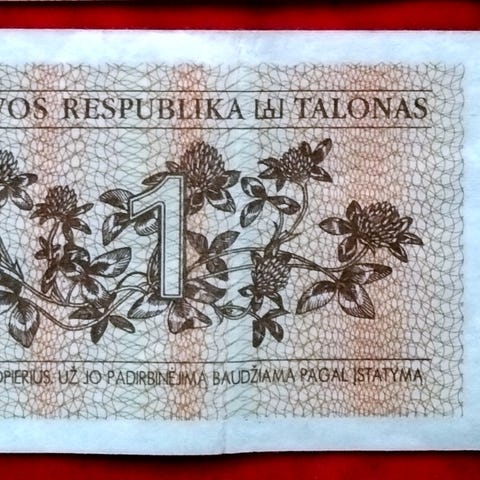 VOS RESPUBLIKA TALONAS
1
OPIERIUS. UŽ JO PADIRBINĖJIMĄ BAUDŽIAMA PAGAL ĮSTATYMĄ